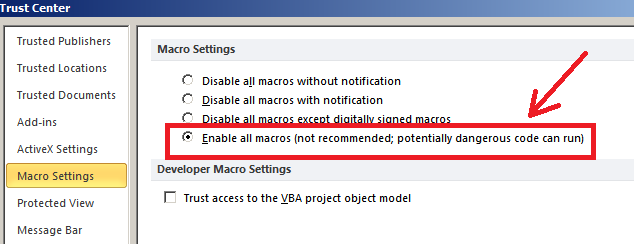 Trust Center
Trusted Publishers
Trusted Locations
Trusted Documents
Add-ins
ActiveX Settings
Macro Settings
Protected View
Message Bar
Macro Settings
Disable all macros without notification
Disable all macros with notification
Disable all macros except digitally signed macros
Enable all macros (not recommended; potentially dangerous code can run)
Developer Macro Settings
Trust access to the VBA project object model